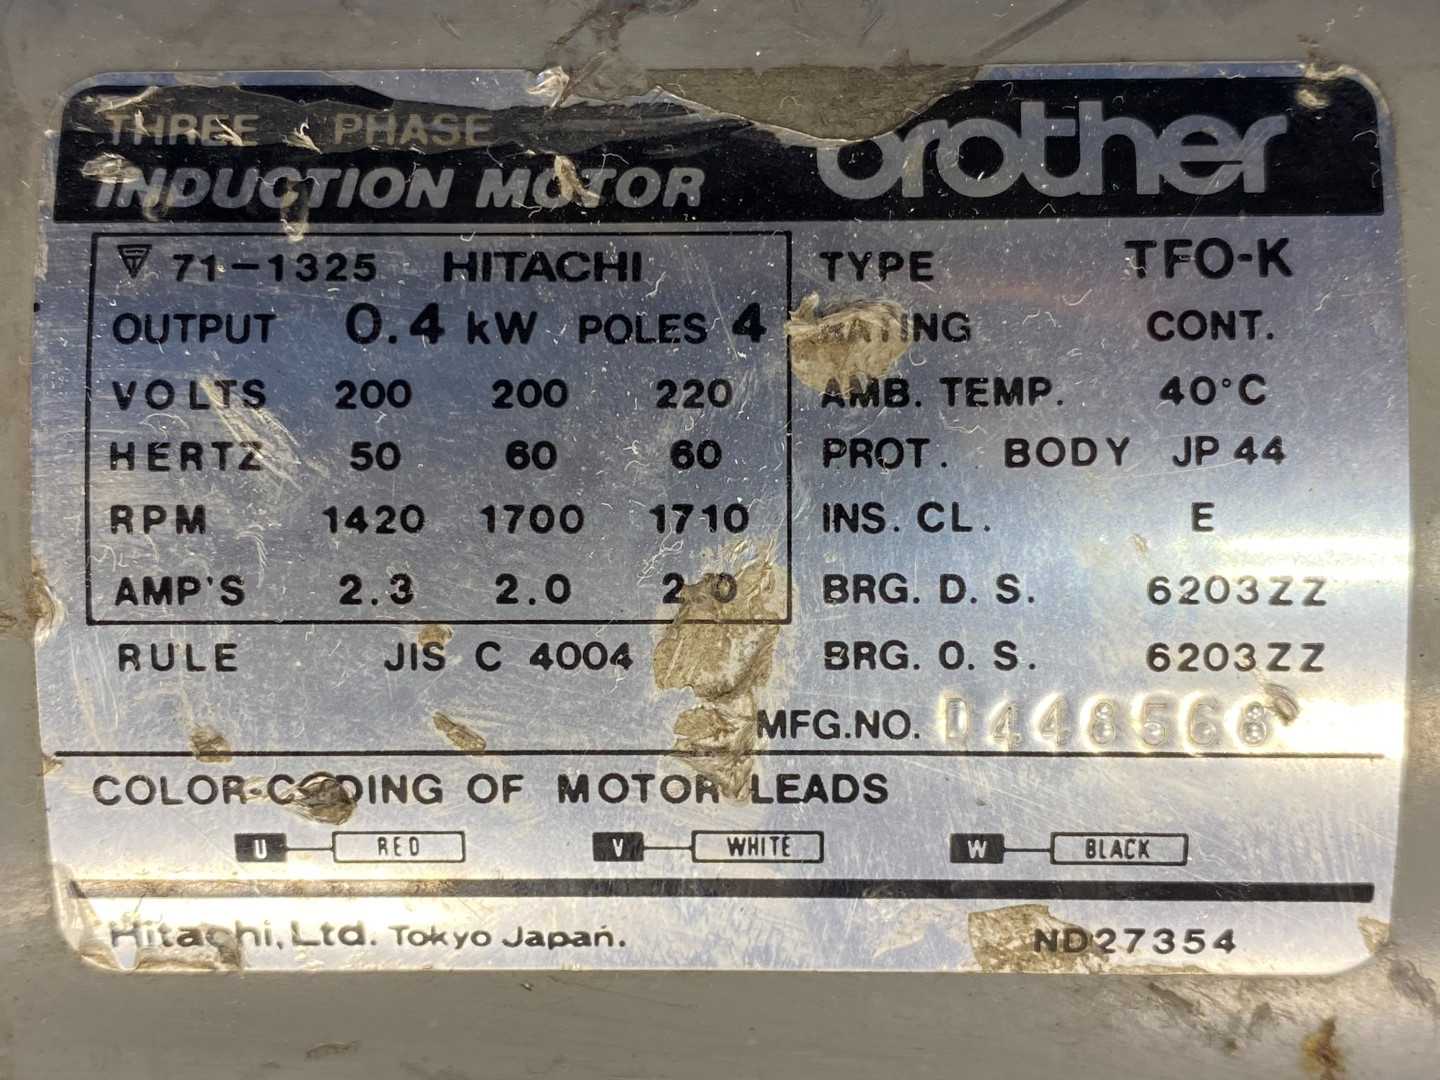 THREE PHASE
INDUCTION MOTOR
brother
71-1325 HITACHI
OUTPUT 0.4 kW POLES 4
VOLTS 200 200 220
HERTZ 50 60 60
RPM 1420 1700 1710
AMP'S 2.3 2.0 2.0
RULE JIS C 4004
TYPE TFO-K
RATING CONT.
AMB. TEMP. 40°C
PROT. BODY JP 44
INS. CL. E
BRG. D. S. 6203ZZ
BRG. O. S. 6203ZZ
MFG.NO.
COLOR-CODING OF MOTOR LEADS
U RED V WHITE W BLACK
Hitachi, Ltd. Tokyo Japan.
ND27354